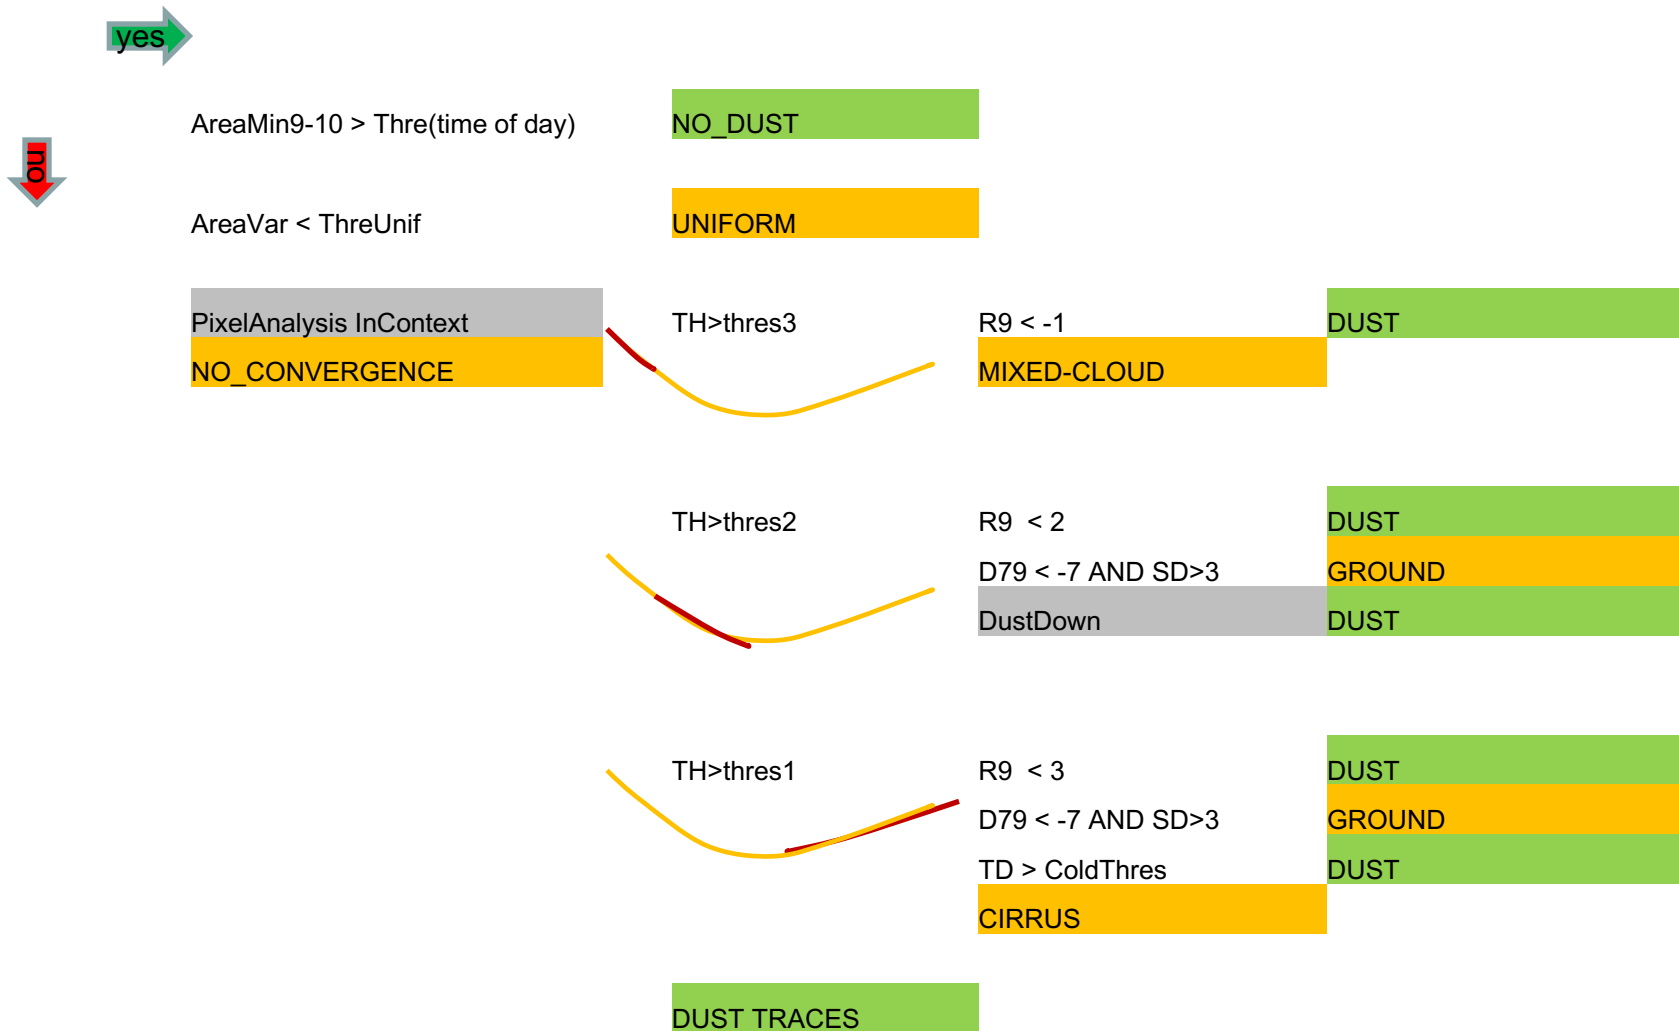 yes
no
AreaMin9-10 > Thre(time of day) NO_DUST
AreaVar < ThreUnif UNIFORM
PixelAnalysis InContext TH>thres3 R9 < -1 DUST
NO_CONVERGENCE MIXED-CLOUD
TH>thres2 R9 < 2 DUST
D79 < -7 AND SD>3 GROUND
DustDown DUST
TH>thres1 R9 < 3 DUST
D79 < -7 AND SD>3 GROUND
TD > ColdThres DUST
CIRRUS
DUST TRACES